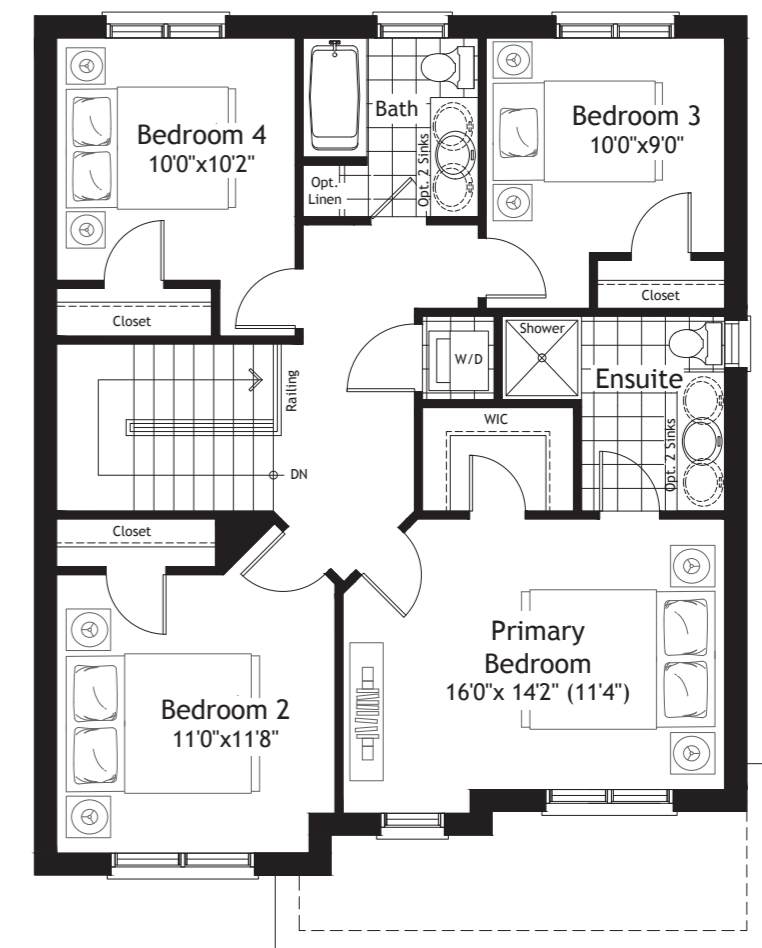 Bedroom 4
10'0"x10'2"
Bath
Opt. 2 Sinks
Opt.
Linen
Bedroom 3
10'0"x9'0"
Closet
Closet
Railing
DN
W/D
Shower
Ensuite
Opt. 2 Sinks
WIC
Closet
Bedroom 2
11'0"x11'8"
Primary
Bedroom
16'0"x 14'2" (11'4")